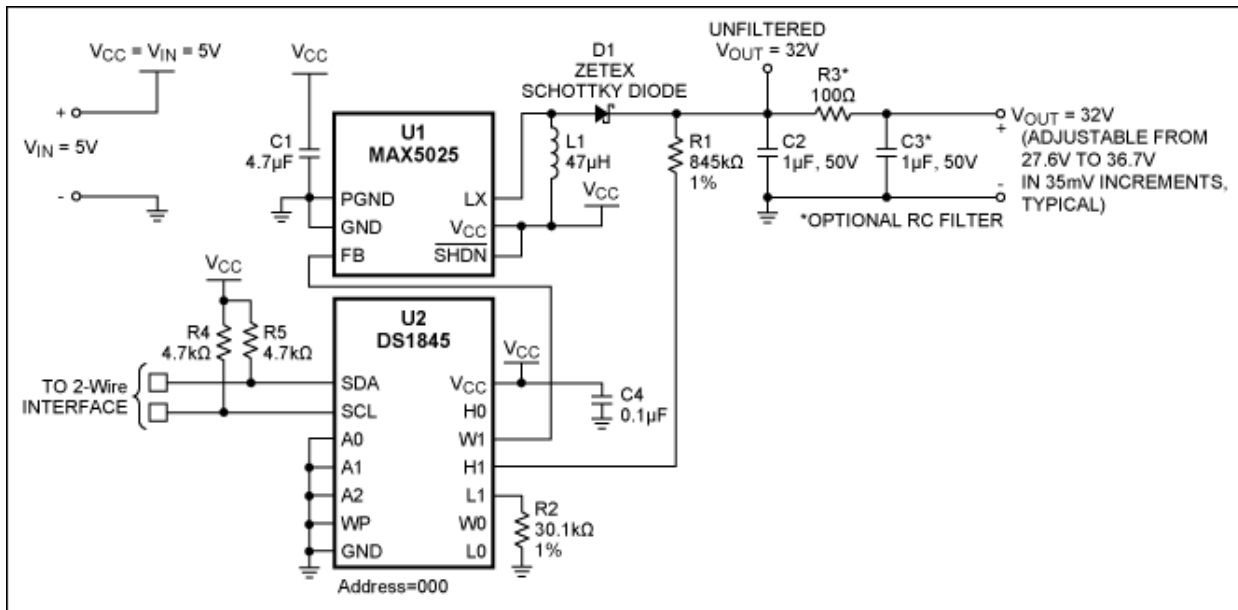 VCC = VIN = 5V
+
VIN = 5V
-
VCC
C1
4.7µF
U1
MAX5025
PGND
GND
FB
LX
VCC
SHDN
D1
ZETEX
SCHOTTKY DIODE
L1
47µH
VCC
UNFILTERED
VOUT = 32V
R1
845kΩ
1%
C2
1µF, 50V
R3*
100Ω
C3*
1µF, 50V
+
-
VOUT = 32V
(ADJUSTABLE FROM
27.6V TO 36.7V
IN 35mV INCREMENTS,
TYPICAL)
*OPTIONAL RC FILTER
VCC
R4
4.7kΩ
R5
4.7kΩ
TO 2-Wire
INTERFACE
U2
DS1845
SDA
SCL
A0
A1
A2
WP
GND
VCC
H0
W1
H1
L1
W0
L0
VCC
C4
0.1µF
R2
30.1kΩ
1%
Address=000